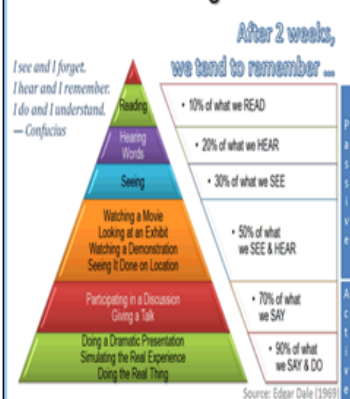 After 2 weeks,
we tend to remember ...
I see and I forget.
I hear and I remember.
I do and I understand.
— Confucius
Reading
• 10% of what we READ
Hearing
Words
• 20% of what we HEAR
Seeing
• 30% of what we SEE
Watching a Movie
Looking at an Exhibit
Watching a Demonstration
Seeing It Done on Location
• 50% of what
we SEE & HEAR
Participating in a Discussion
Giving a Talk
• 70% of what
we SAY
Doing a Dramatic Presentation
Simulating the Real Experience
Doing the Real Thing
• 90% of what
we SAY & DO
Passive
Active
Source: Edgar Dale (1969)